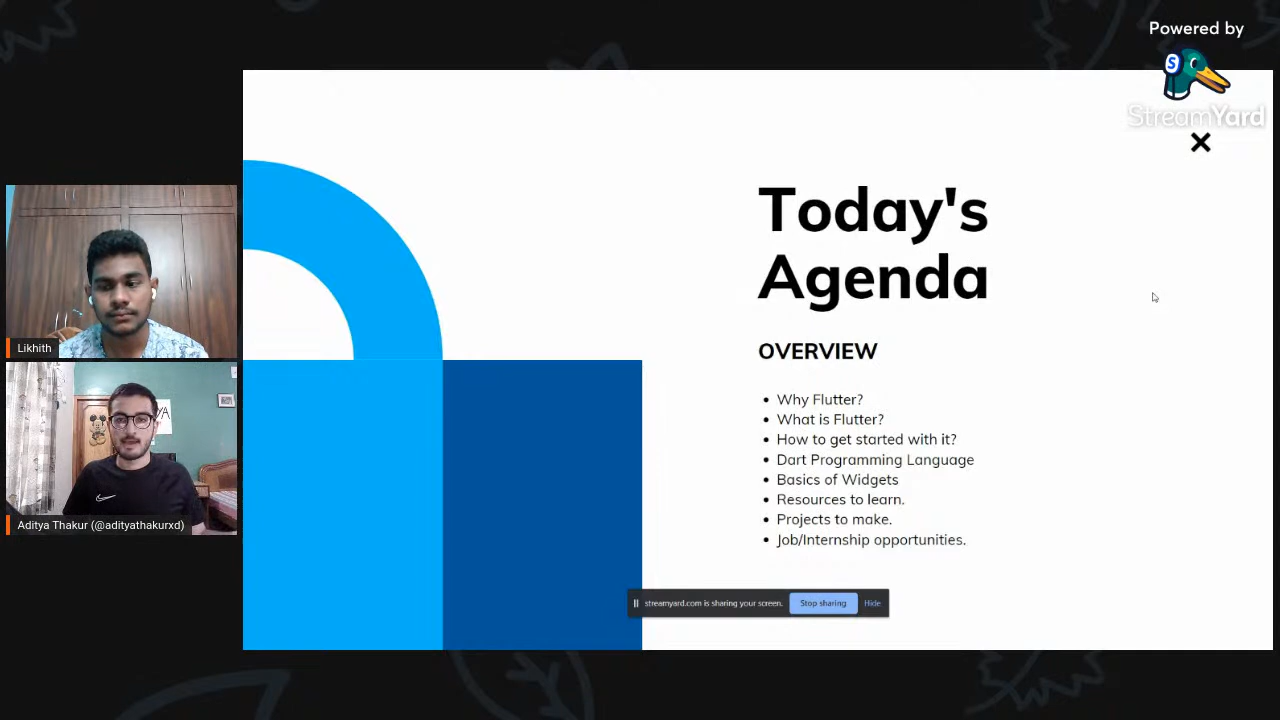 Powered by
StreamYard
Today's
Agenda
OVERVIEW
• Why Flutter?
• What is Flutter?
• How to get started with it?
• Dart Programming Language
• Basics of Widgets
• Resources to learn.
• Projects to make.
• Job/Internship opportunities.
streamyard.com is sharing your screen. Stop sharing Hide
Likhith
YA
Aditya Thakur (@adityathakurxd)